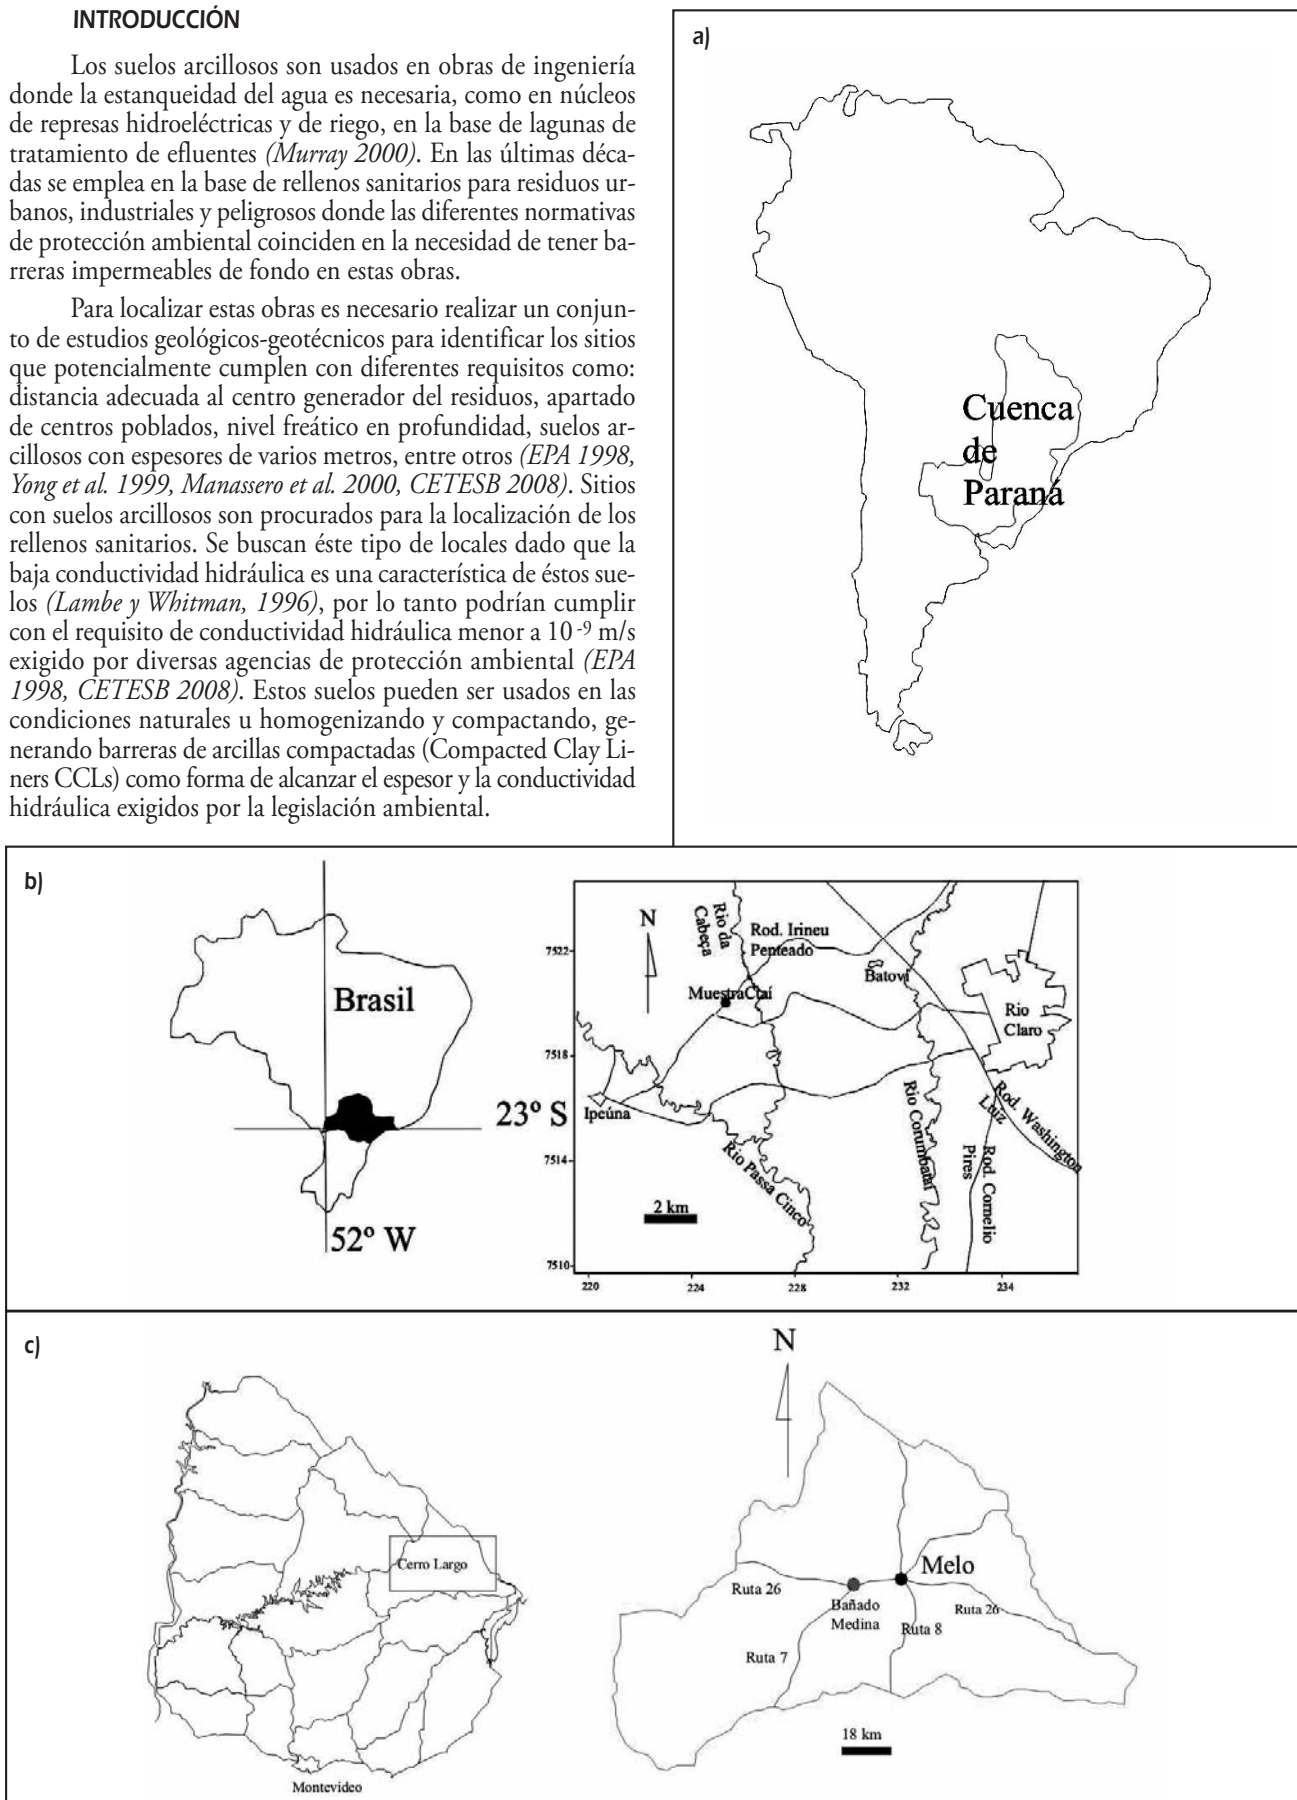 INTRODUCCIÓN
Los suelos arcillosos son usados en obras de ingeniería
donde la estanqueidad del agua es necesaria, como en núcleos
de represas hidroeléctricas y de riego, en la base de lagunas de
tratamiento de efluentes (Murray 2000). En las últimas déca-
das se emplea en la base de rellenos sanitarios para residuos ur-
banos, industriales y peligrosos donde las diferentes normativas
de protección ambiental coinciden en la necesidad de tener ba-
rreras impermeables de fondo en estas obras.
Para localizar estas obras es necesario realizar un conjun-
to de estudios geológicos-geotécnicos para identificar los sitios
que potencialmente cumplen con diferentes requisitos como:
distancia adecuada al centro generador del residuos, apartado
de centros poblados, nivel freático en profundidad, suelos ar-
cillosos con espesores de varios metros, entre otros (EPA 1998,
Yong et al. 1999, Manassero et al. 2000, CETESB 2008). Sitios
con suelos arcillosos son procurados para la localización de los
rellenos sanitarios. Se buscan éste tipo de locales dado que la
baja conductividad hidráulica es una característica de éstos sue-
los (Lambe y Whitman, 1996), por lo tanto podrían cumplir
con el requisito de conductividad hidráulica menor a 10⁻⁹ m/s
exigido por diversas agencias de protección ambiental (EPA
1998, CETESB 2008). Estos suelos pueden ser usados en las
condiciones naturales u homogenizando y compactando, ge-
nerando barreras de arcillas compactadas (Compacted Clay Li-
ners CCLs) como forma de alcanzar el espesor y la conductividad
hidráulica exigidos por la legislación ambiental.
a)
Cuenca
de
Paraná
b)
Brasil
23º S
52º W
N
Rio da
Cabeça
Rod. Irineu
Penteado
Batovi
MuestraCtaí
Rio
Claro
Ipeúna
Rio Passa Cinco
Rio Corumbataí
Rod. Washington
Luíz
Rod. Cornelio
Pires
2 km
7522
7518
7514
7510
220
224
228
232
234
c)
Cerro Largo
Montevideo
N
Melo
Ruta 26
Bañado
Medina
Ruta 26
Ruta 8
Ruta 7
18 km